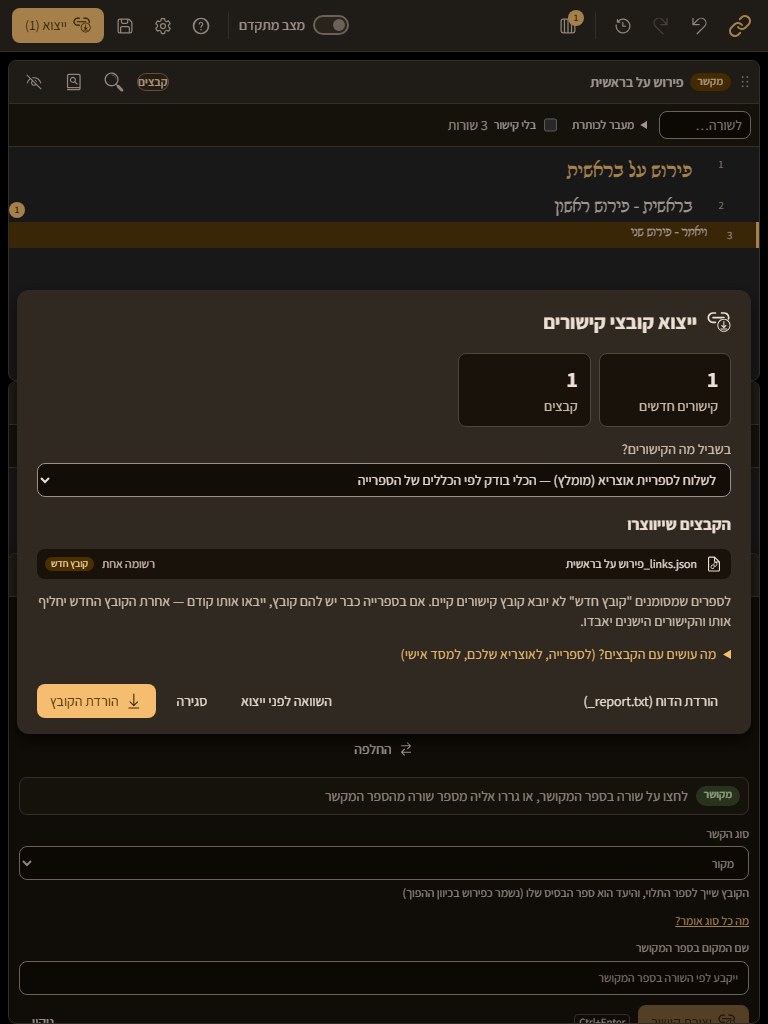 1
מצב מתקדם
ייצוא (1)
מקשר
פירוש על בראשית
קבצים
לשורה...
מעבר לכותרת
בלי קישור
3 שורות
1 פירוש על בראשית
2 בראשית - פירוש ראשון
1
3 ויאמר - פירוש שני
ייצוא קובצי קישורים
1
קישורים חדשים
1
קבצים
בשביל מה הקישורים?
לשלוח לספריית אוצריא (מומלץ) — הכלי בודק לפי הכללים של הספרייה
הקבצים שייווצרו
פירוש על בראשית_links.json
רשומה אחת
קובץ חדש
לספרים שמסומנים "קובץ חדש" לא יובא קובץ קישורים קיים. אם בספרייה כבר יש להם קובץ, ייבאו אותו קודם — אחרת הקובץ החדש יחליף
אותו והקישורים הישנים יאבדו.
מה עושים עם הקבצים? (לספרייה, לאוצריא שלכם, למסד אישי)
הורדת הדוח (_report.txt)
השוואה לפני ייצוא
סגירה
הורדת הקובץ
החלפה
מקושר
לחצו על שורה בספר המקושר, או גררו אליה מספר שורה מהספר המקשר
סוג הקשר
מקור
הקובץ שייך לספר התלוי, והיעד הוא ספר הבסיס שלו (נשמר כפירוש בכיוון ההפוך)
מה כל סוג אומר?
שם המקום בספר המקושר
ייקבע לפי השורה בספר המקושר
יצירת קישור
Ctrl+Enter
ניקוי